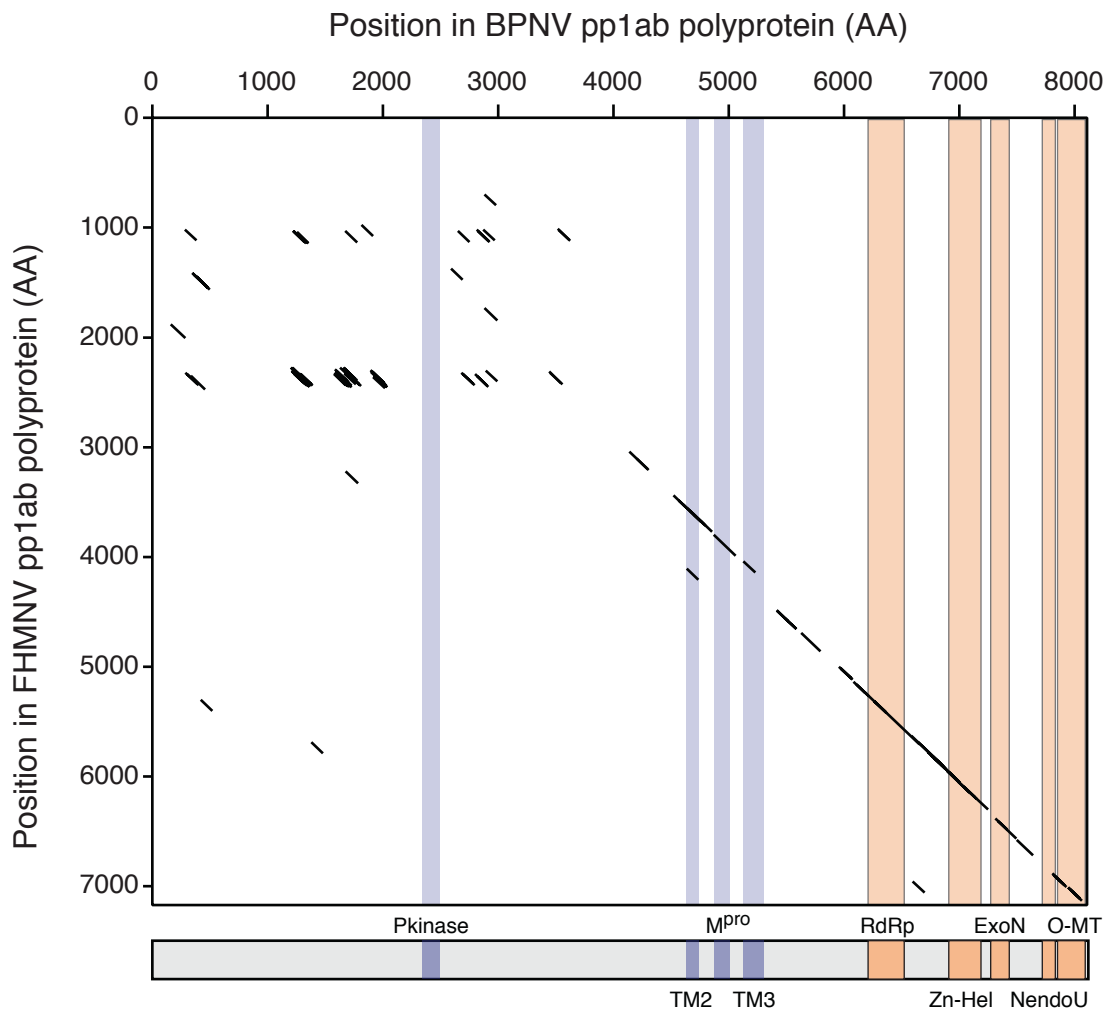 Position in BPNV pp1ab polyprotein (AA)
0 1000 2000 3000 4000 5000 6000 7000 8000
Position in FHMNV pp1ab polyprotein (AA)
0
1000
2000
3000
4000
5000
6000
7000
Pkinase Mpro RdRp ExoN O-MT
TM2 TM3 Zn-Hel NendoU